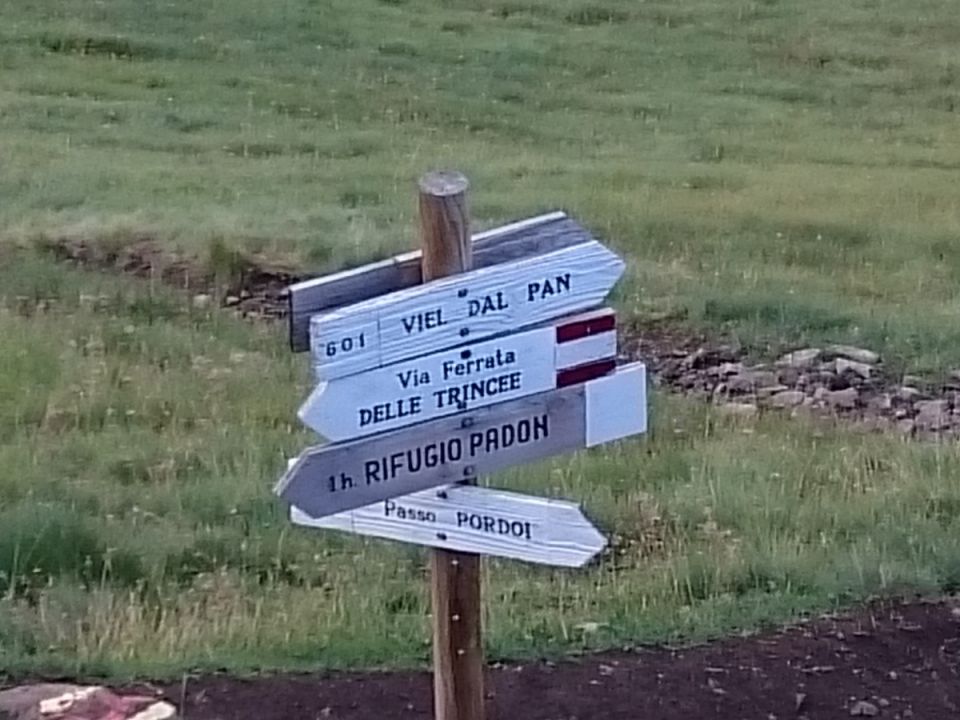 601 VIEL DAL PAN
Via Ferrata
DELLE TRINCEE
1h. RIFUGIO PADON
Passo PORDOI